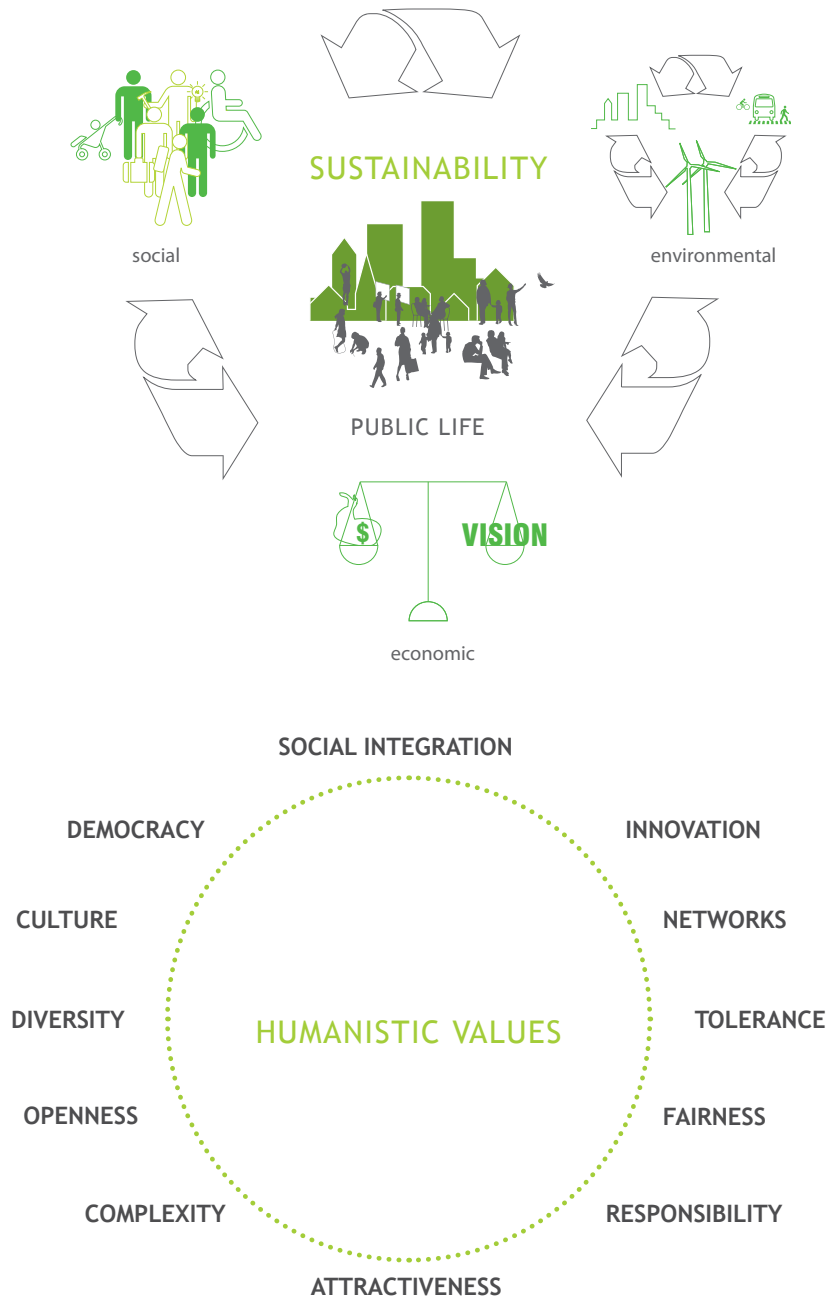 SUSTAINABILITY
social
environmental
PUBLIC LIFE
$
VISION
economic
SOCIAL INTEGRATION
DEMOCRACY
INNOVATION
CULTURE
NETWORKS
DIVERSITY
HUMANISTIC VALUES
TOLERANCE
OPENNESS
FAIRNESS
COMPLEXITY
RESPONSIBILITY
ATTRACTIVENESS